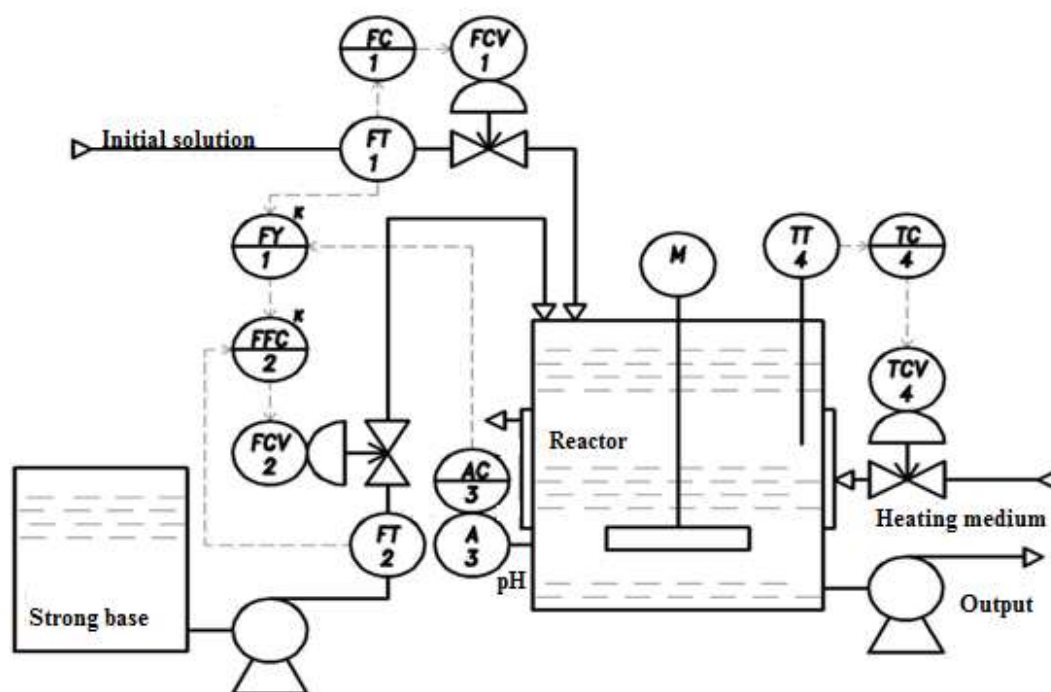 FC
1
FCV
1
Initial solution
FT
1
K
FY
1
M
TT
4
TC
4
K
FFC
2
TCV
4
FCV
2
Reactor
AC
3
Heating medium
FT
2
A
3
pH
Strong base
Output